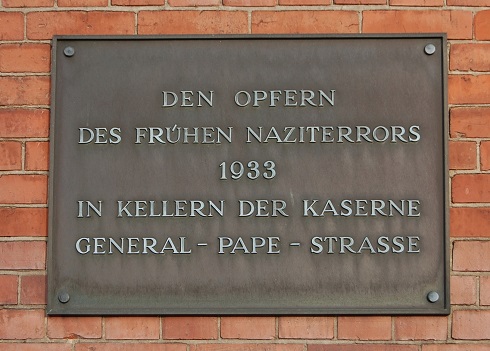 DEN OPFERN
DES FRÜHEN NAZITERRORS
1933
IN KELLERN DER KASERNE
GENERAL - PAPE - STRASSE